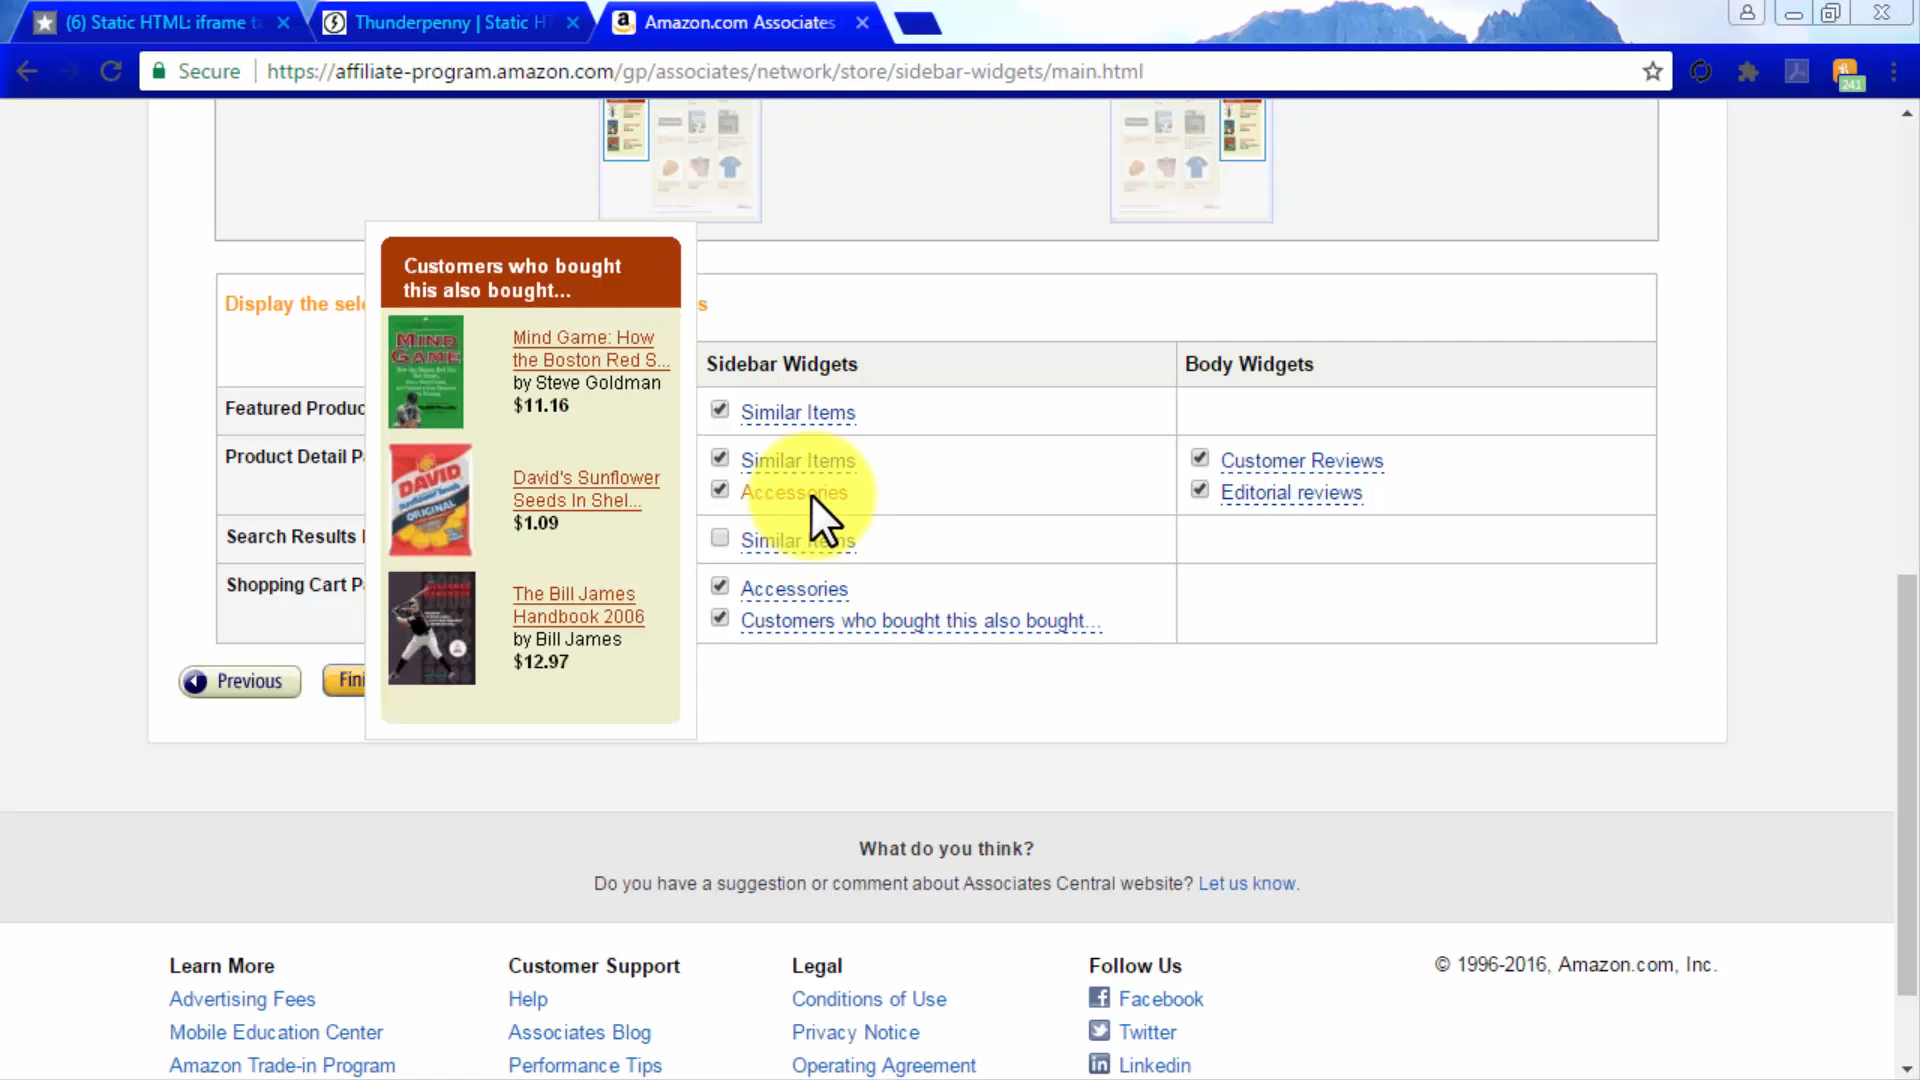 (6) Static HTML: iframe ta
Thunderpenny | Static HT
Amazon.com Associates
Secure
https://affiliate-program.amazon.com/gp/associates/network/store/sidebar-widgets/main.html
241
Customers who bought
this also bought...
Mind Game: How
the Boston Red S...
by Steve Goldman
$11.16
David's Sunflower
Seeds In Shel...
$1.09
The Bill James
Handbook 2006
by Bill James
$12.97
MIND
GAME
DAVID
ORIGINAL
Display the sele
s
Sidebar Widgets
Body Widgets
Featured Produc
Similar Items
Product Detail P
Similar Items
Customer Reviews
Accessories
Editorial reviews
Search Results
Similar Items
Shopping Cart P
Accessories
Customers who bought this also bought...
Previous
Fini
What do you think?
Do you have a suggestion or comment about Associates Central website? Let us know.
Learn More
Customer Support
Legal
Follow Us
© 1996-2016, Amazon.com, Inc.
Advertising Fees
Help
Conditions of Use
Facebook
Mobile Education Center
Associates Blog
Privacy Notice
Twitter
Amazon Trade-in Program
Performance Tips
Operating Agreement
Linkedin